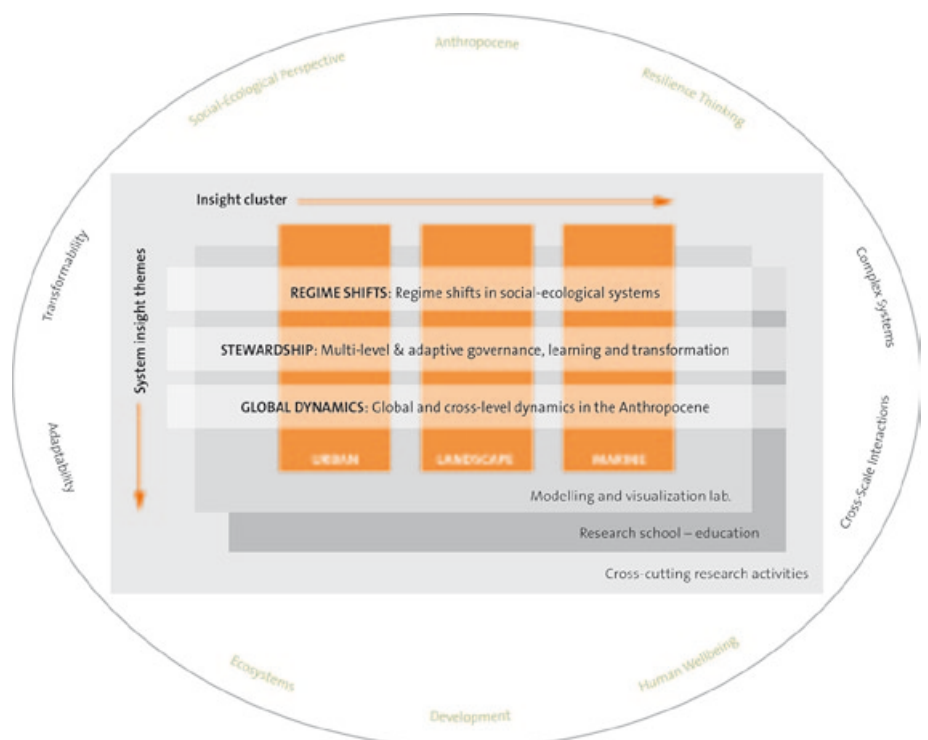 Anthropocene
Social-Ecological Perspective
Resilience Thinking
Insight cluster
Transformability
System insight themes
Complex Systems
REGIME SHIFTS: Regime shifts in social-ecological systems
STEWARDSHIP: Multi-level & adaptive governance, learning and transformation
GLOBAL DYNAMICS: Global and cross-level dynamics in the Anthropocene
Adaptability
Cross-Scale Interactions
URBAN
LANDSCAPE
MARINE
Modelling and visualization lab.
Research school – education
Cross-cutting research activities
Ecosystems
Human Wellbeing
Development